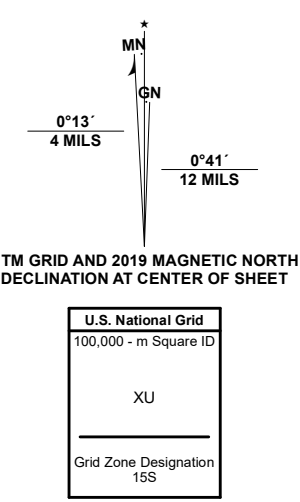 ★
MN
GN
0°13´
4 MILS
0°41´
12 MILS
TM GRID AND 2019 MAGNETIC NORTH
DECLINATION AT CENTER OF SHEET
U.S. National Grid
100,000 - m Square ID
XU
Grid Zone Designation
15S